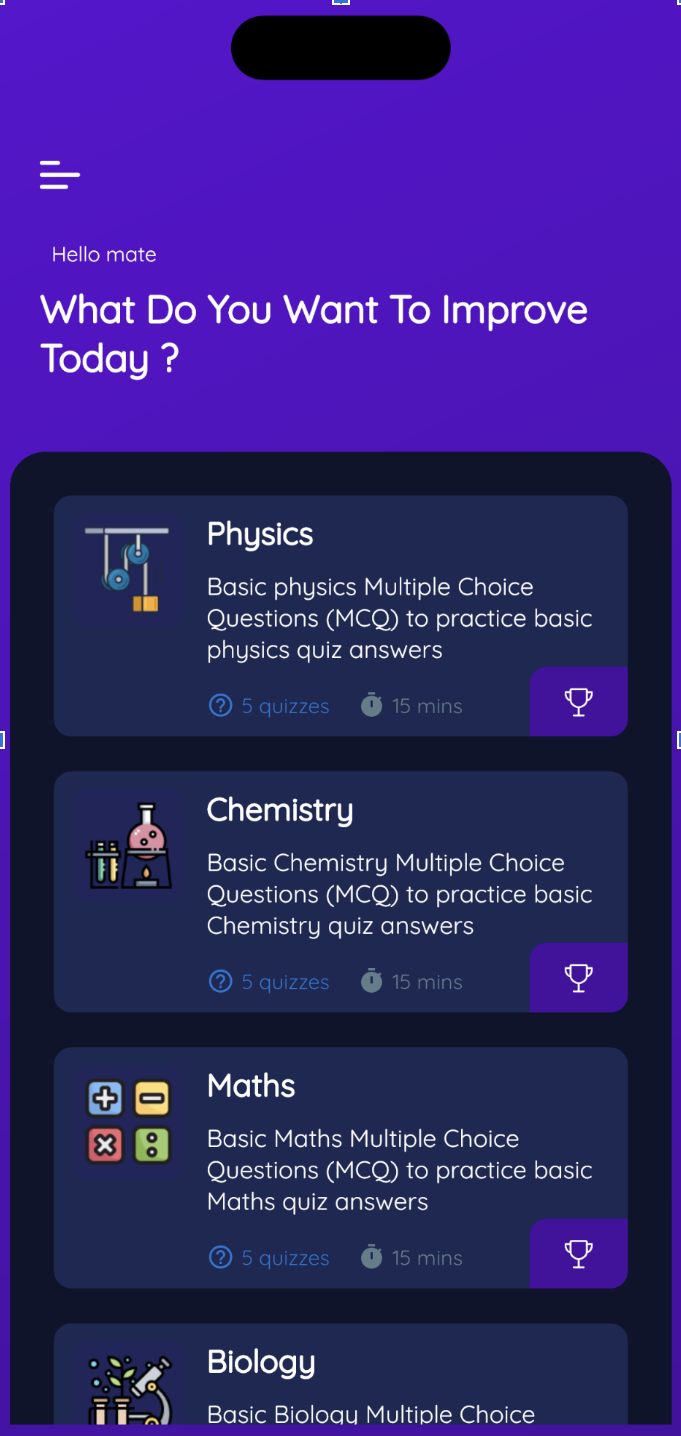 Hello mate
What Do You Want To Improve
Today ?
Physics
Basic physics Multiple Choice
Questions (MCQ) to practice basic
physics quiz answers
5 quizzes
15 mins
Chemistry
Basic Chemistry Multiple Choice
Questions (MCQ) to practice basic
Chemistry quiz answers
5 quizzes
15 mins
Maths
Basic Maths Multiple Choice
Questions (MCQ) to practice basic
Maths quiz answers
5 quizzes
15 mins
Biology
Basic Biology Multiple Choice